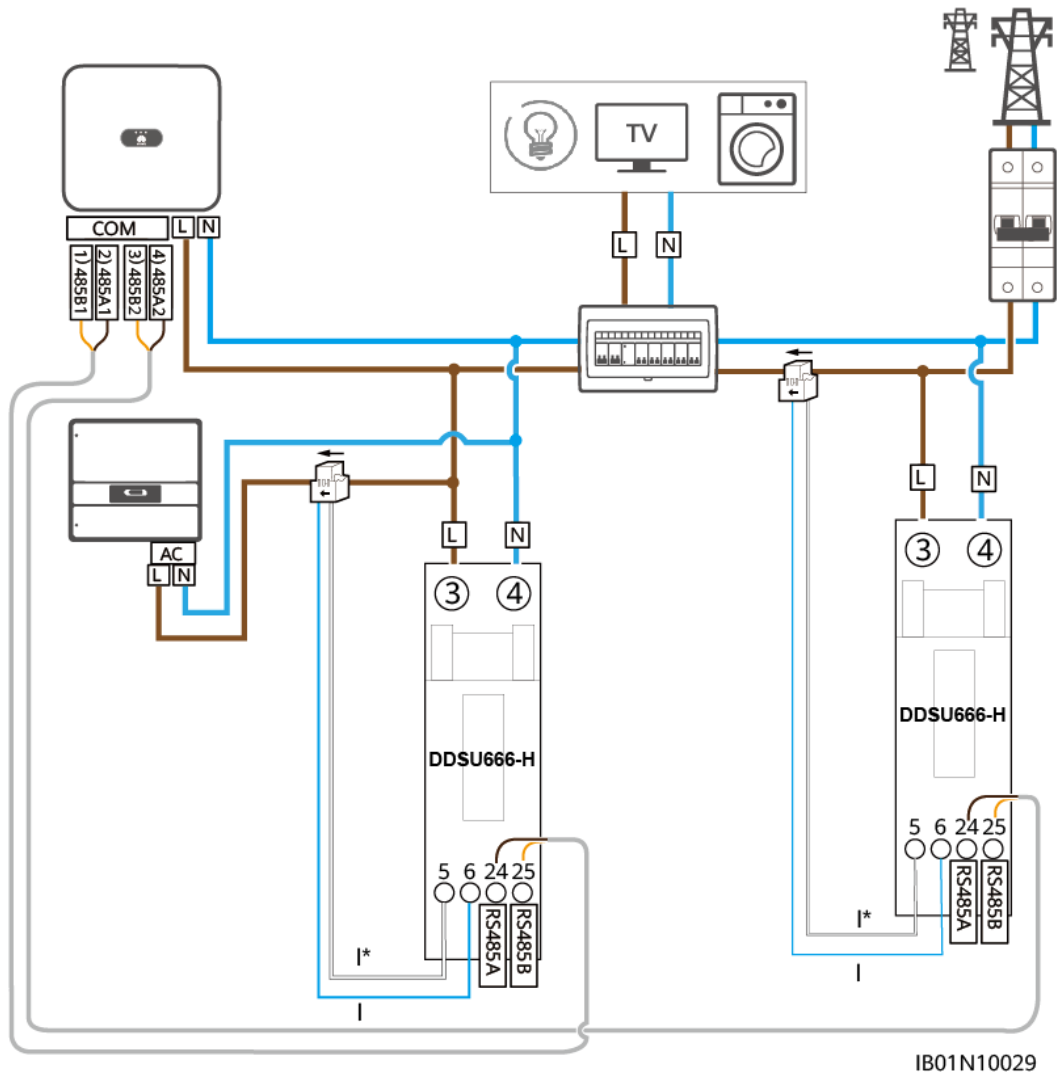 TV
COM
L
N
1) 485B1
2) 485A1
3) 485B2
4) 485A2
L
N
AC
L
N
L
N
L
N
3
4
3
4
DDSU666-H
DDSU666-H
5
6
24
25
RS485A
RS485B
5
6
24
25
RS485A
RS485B
I*
I
I*
I
IB01N10029